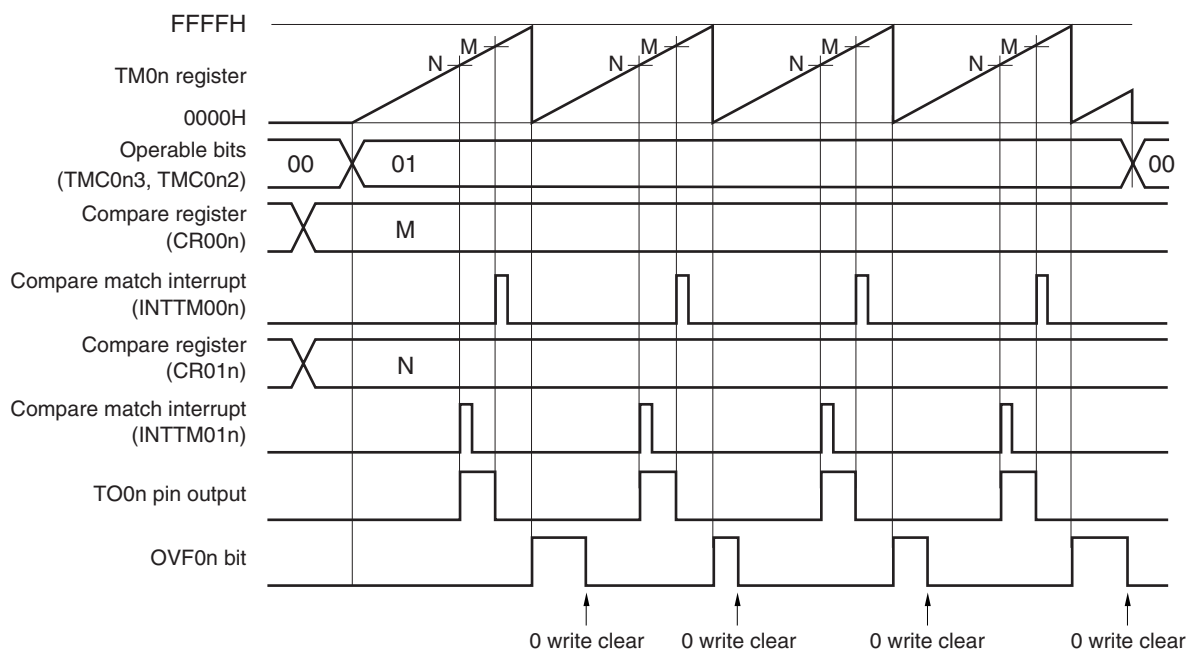 FFFFH
TM0n register
0000H
M M M M
N N N N
Operable bits
(TMC0n3, TMC0n2)
00 01 00
Compare register
(CR00n)
M
Compare match interrupt
(INTTM00n)
Compare register
(CR01n)
N
Compare match interrupt
(INTTM01n)
TO0n pin output
OVF0n bit
0 write clear 0 write clear 0 write clear 0 write clear